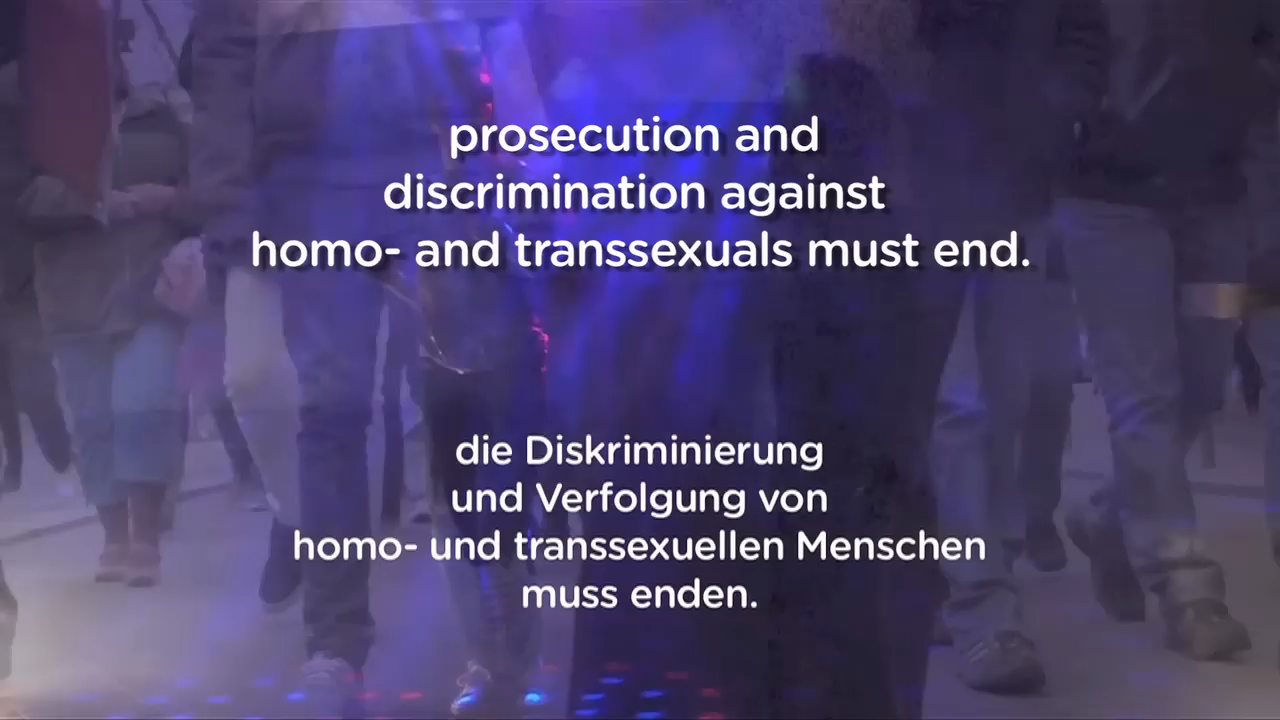 prosecution and
discrimination against
homo- and transsexuals must end.
die Diskriminierung
und Verfolgung von
homo- und transsexuellen Menschen
muss enden.